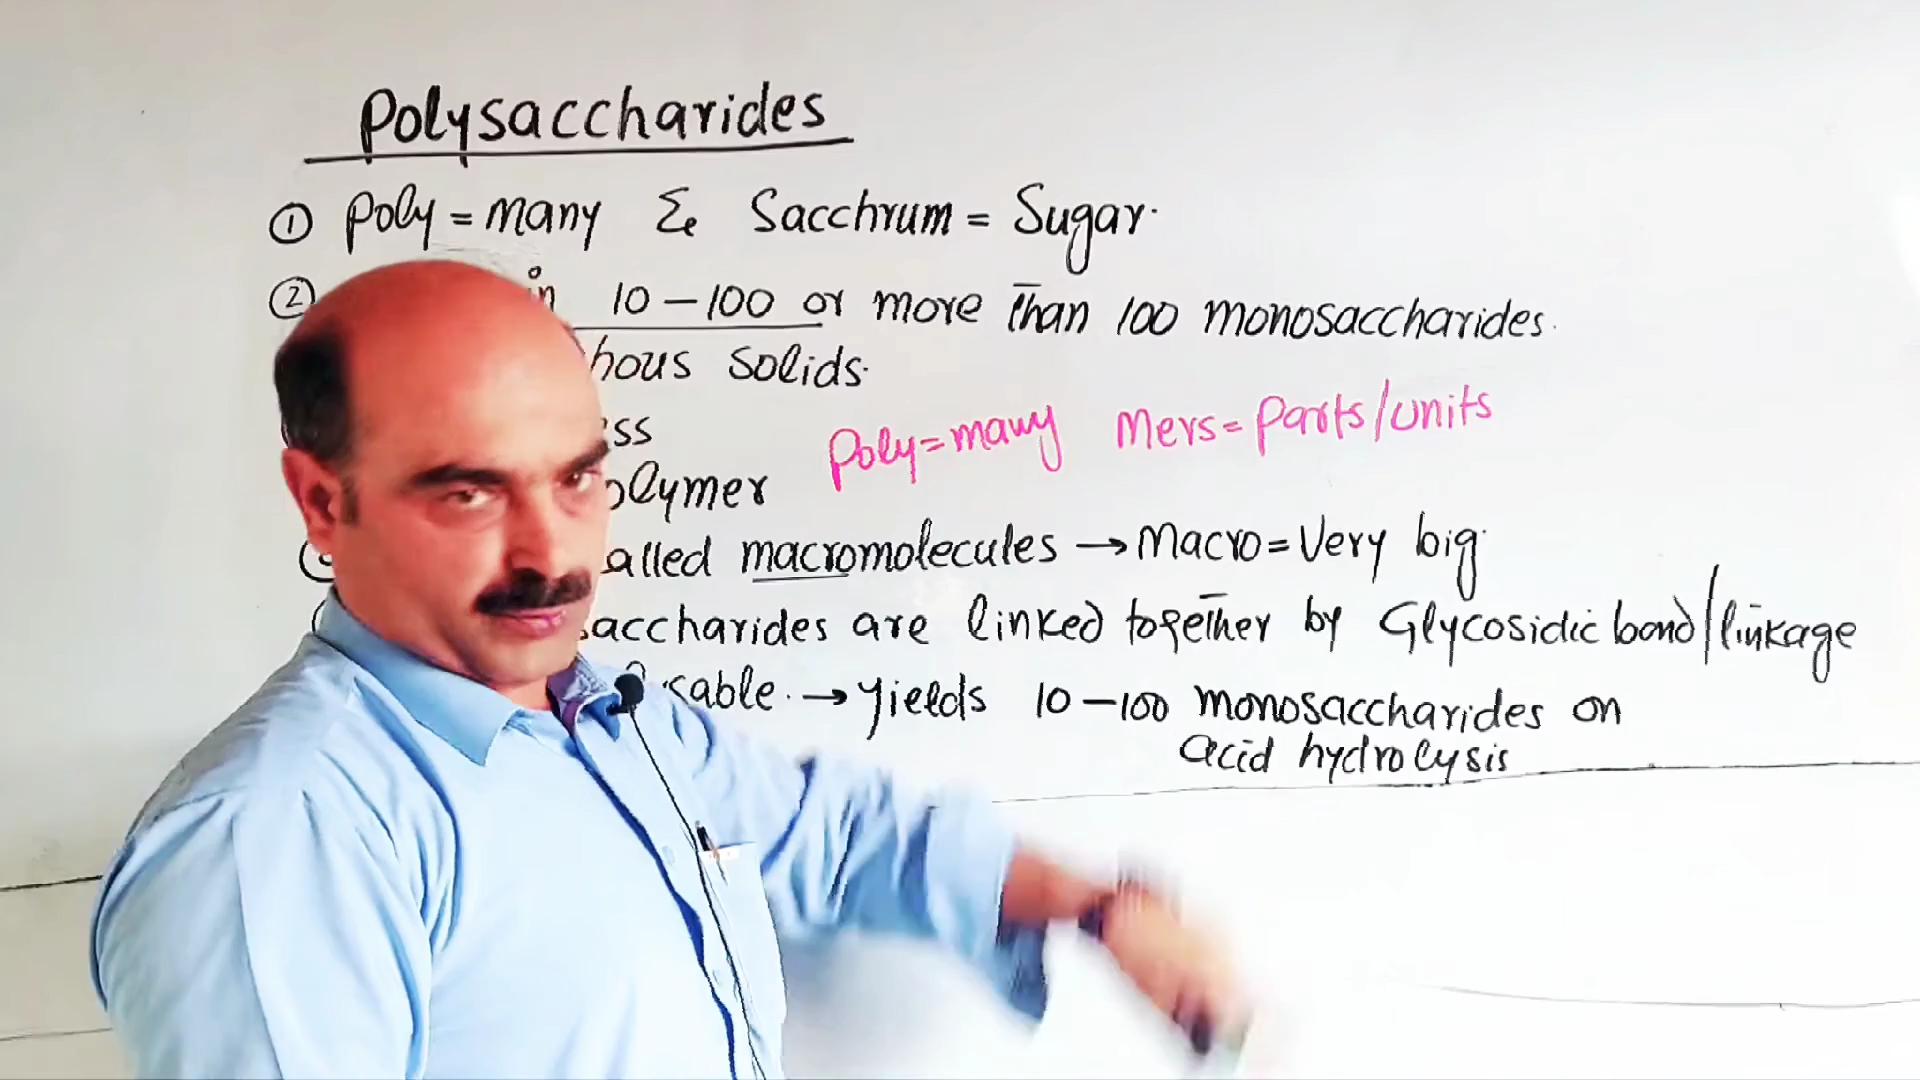 Polysaccharides
① Poly = many & Sacchrum = Sugar.
② in 10-100 or more than 100 monosaccharides.
hous solids.
ss
Poly = many Mers = Parts/units
olymer
alled macromolecules → Macro = Very big
saccharides are linked together by Glycosidic bond/linkage
sable. → yields 10-100 monosaccharides on
acid hydrolysis